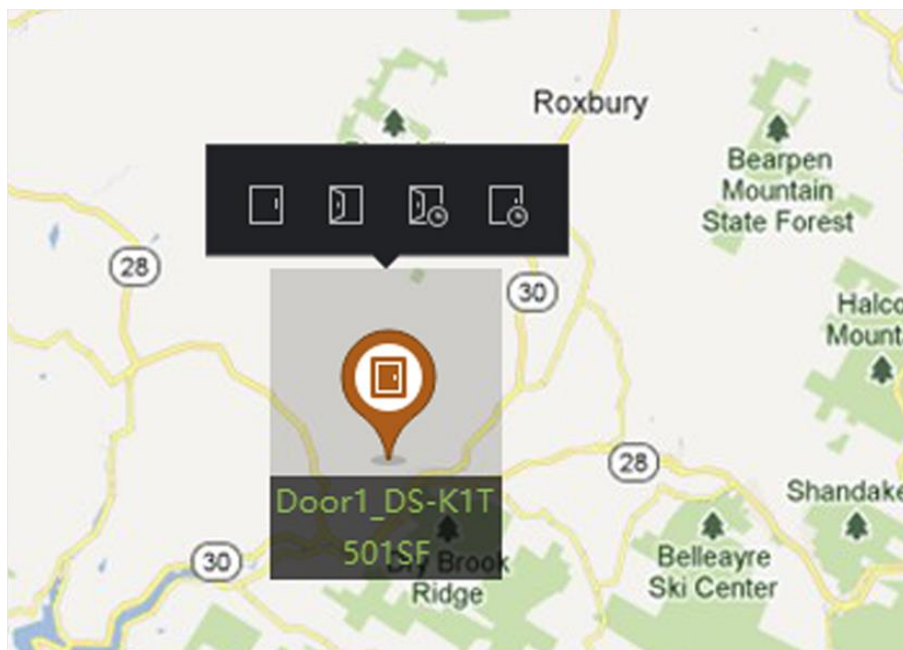 Roxbury
Bearpen
Mountain
State Forest
28
30
Halco
Mount
Door1_DS-K1T
501SF
28
Shandake
30
Brook
Ridge
Belleayre
Ski Center